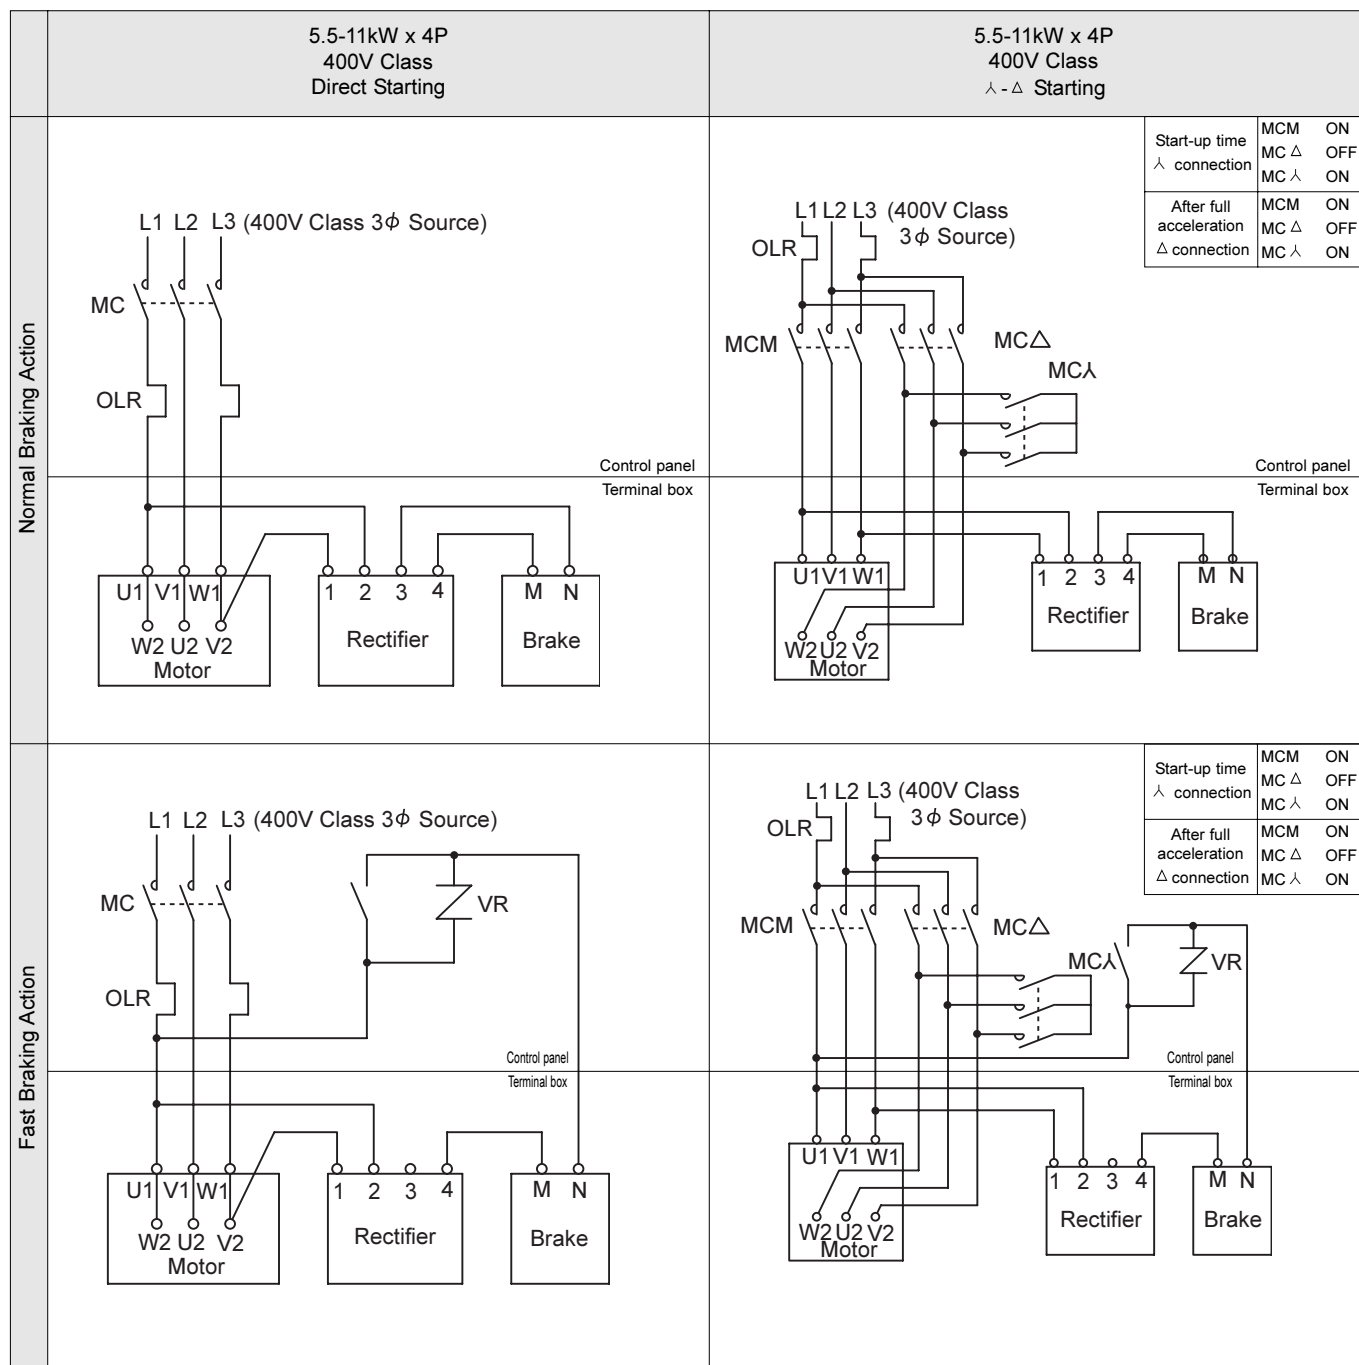 5.5-11kW x 4P
400V Class
Direct Starting
5.5-11kW x 4P
400V Class
⅄ - △ Starting
Normal Braking Action
L1 L2 L3 (400V Class 3ϕ Source)
MC
OLR
Control panel
Terminal box
U1 V1 W1
W2 U2 V2
Motor
1 2 3 4
Rectifier
M N
Brake
Start-up time
⅄ connection
MCM ON
MC △ OFF
MC ⅄ ON
After full
acceleration
△ connection
MCM ON
MC △ OFF
MC ⅄ ON
L1 L2 L3 (400V Class
3ϕ Source)
OLR
MCM
MC△
MC⅄
Control panel
Terminal box
U1 V1 W1
W2 U2 V2
Motor
1 2 3 4
Rectifier
M N
Brake
Fast Braking Action
L1 L2 L3 (400V Class 3ϕ Source)
MC
VR
OLR
Control panel
Terminal box
U1 V1 W1
W2 U2 V2
Motor
1 2 3 4
Rectifier
M N
Brake
Start-up time
⅄ connection
MCM ON
MC △ OFF
MC ⅄ ON
After full
acceleration
△ connection
MCM ON
MC △ OFF
MC ⅄ ON
L1 L2 L3 (400V Class
3ϕ Source)
OLR
MCM
MC△
MC⅄
VR
Control panel
Terminal box
U1 V1 W1
W2 U2 V2
Motor
1 2 3 4
Rectifier
M N
Brake